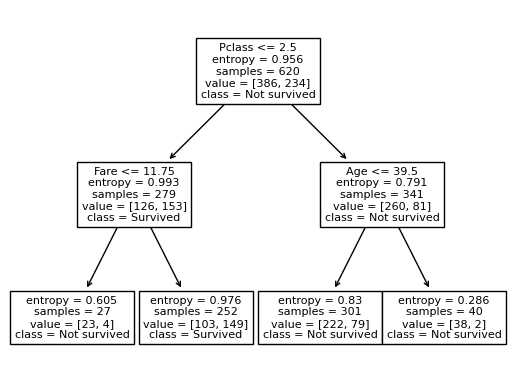 Pclass <= 2.5
entropy = 0.956
samples = 620
value = [386, 234]
class = Not survived
Fare <= 11.75
entropy = 0.993
samples = 279
value = [126, 153]
class = Survived
Age <= 39.5
entropy = 0.791
samples = 341
value = [260, 81]
class = Not survived
entropy = 0.605
samples = 27
value = [23, 4]
class = Not survived
entropy = 0.976
samples = 252
value = [103, 149]
class = Survived
entropy = 0.83
samples = 301
value = [222, 79]
class = Not survived
entropy = 0.286
samples = 40
value = [38, 2]
class = Not survived